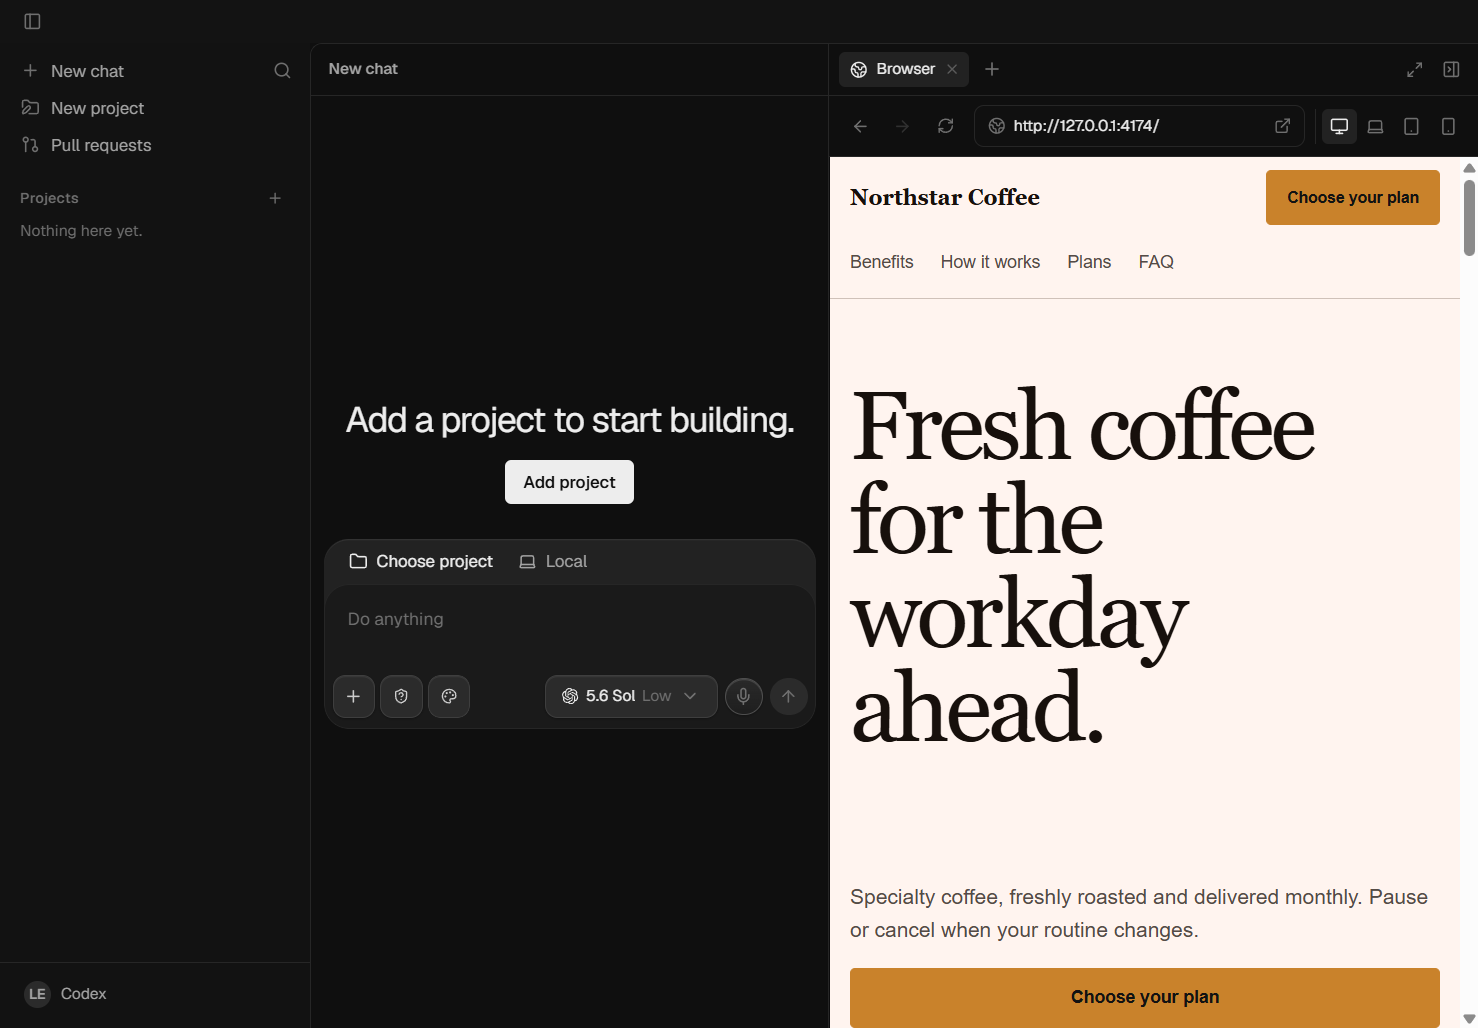 New chat
New project
Pull requests
Projects
Nothing here yet.
LE Codex
New chat
Add a project to start building.
Add project
Choose project Local
Do anything
5.6 Sol Low
Browser
http://127.0.0.1:4174/
Northstar Coffee
Choose your plan
Benefits How it works Plans FAQ
Fresh coffee
for the
workday
ahead.
Specialty coffee, freshly roasted and delivered monthly. Pause
or cancel when your routine changes.
Choose your plan